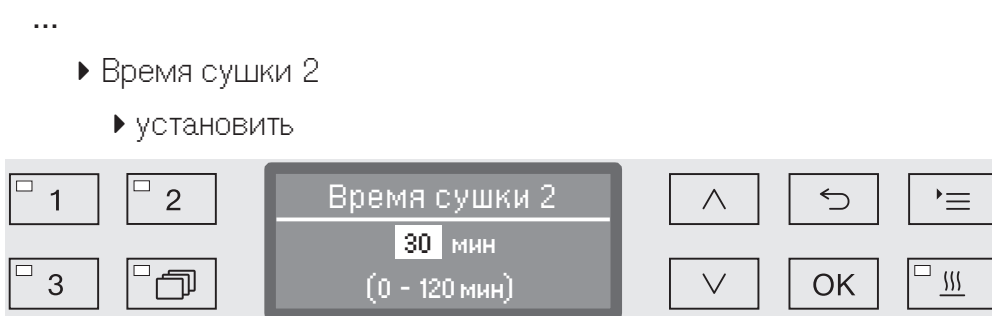 ...
▶ Время сушки 2
▶ установить
1
2
Время сушки 2
30 мин
(0 - 120 мин)
3
OK